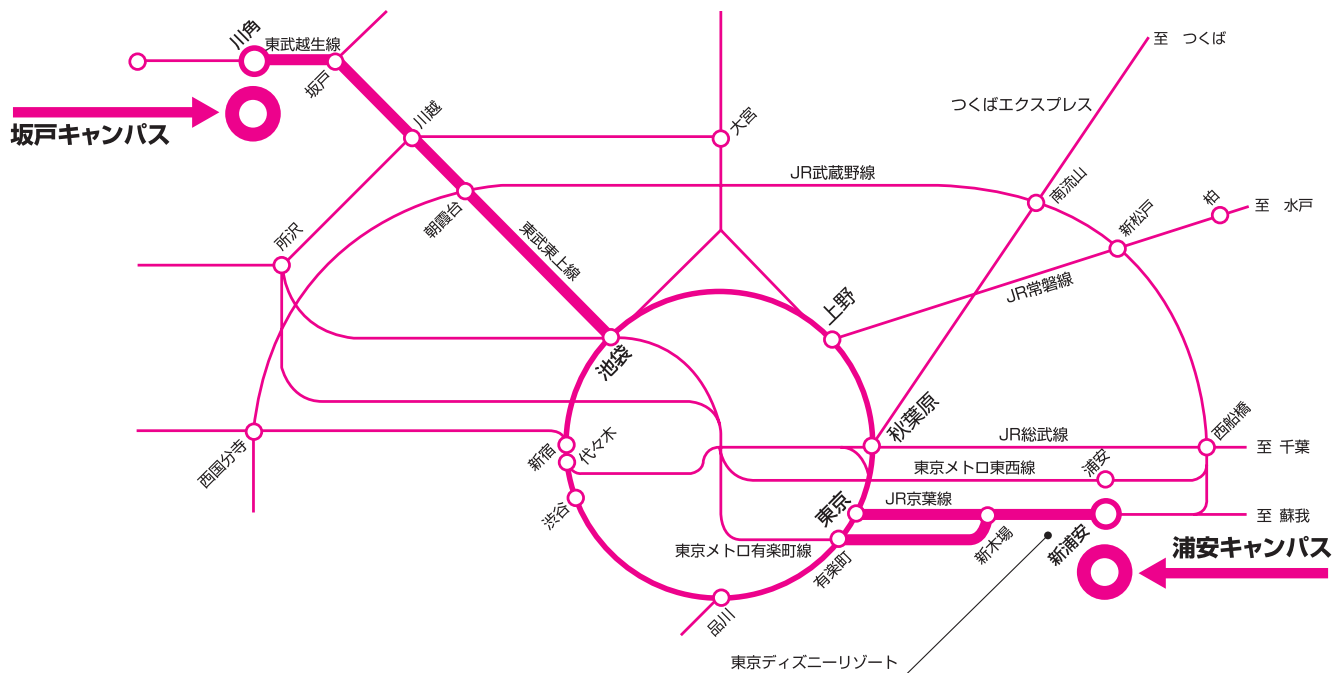 川角
東武越生線
坂戸
坂戸キャンパス
川越
大宮
至 つくば
つくばエクスプレス
JR武蔵野線
南流山
朝霞台
東武東上線
所沢
新松戸
柏
至 水戸
JR常磐線
上野
池袋
秋葉原
西国分寺
新宿
代々木
渋谷
JR総武線
西船橋
至 千葉
東京メトロ東西線
浦安
東京
JR京葉線
至 蘇我
東京メトロ有楽町線
有楽町
新木場
新浦安
浦安キャンパス
品川
東京ディズニーリゾート